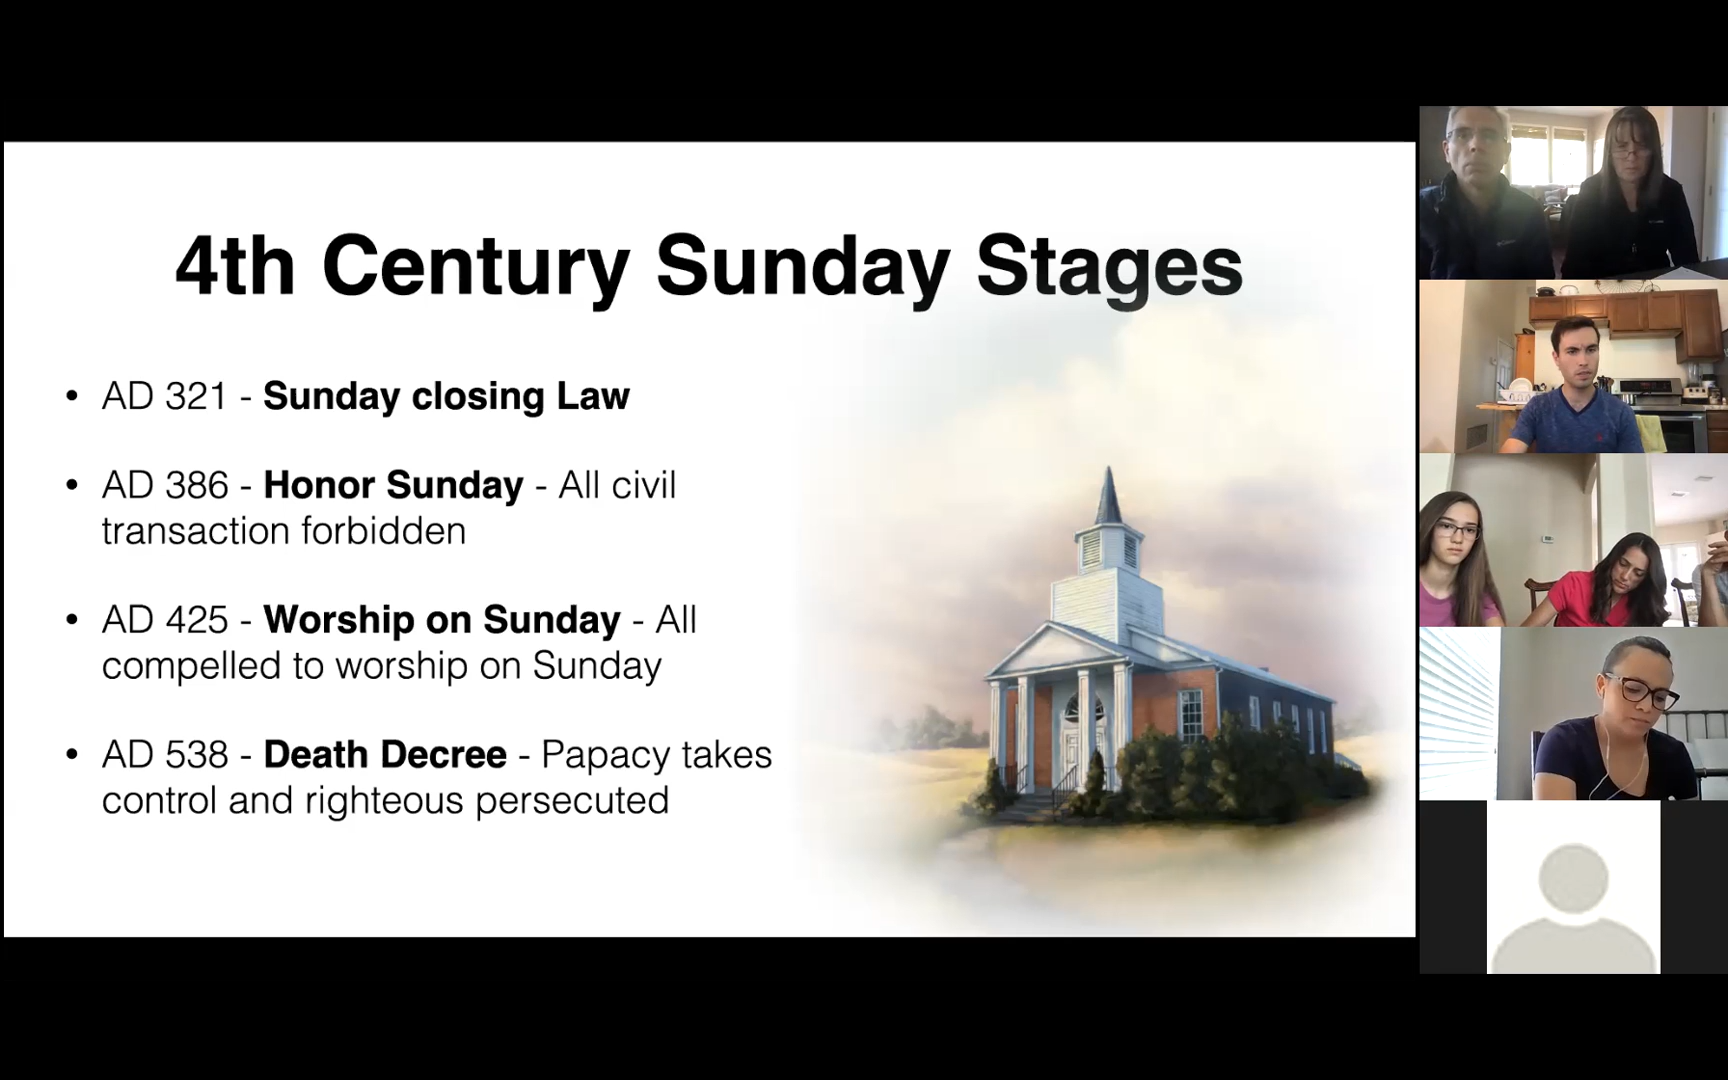 4th Century Sunday Stages
• AD 321 - Sunday closing Law
• AD 386 - Honor Sunday - All civil
transaction forbidden
• AD 425 - Worship on Sunday - All
compelled to worship on Sunday
• AD 538 - Death Decree - Papacy takes
control and righteous persecuted